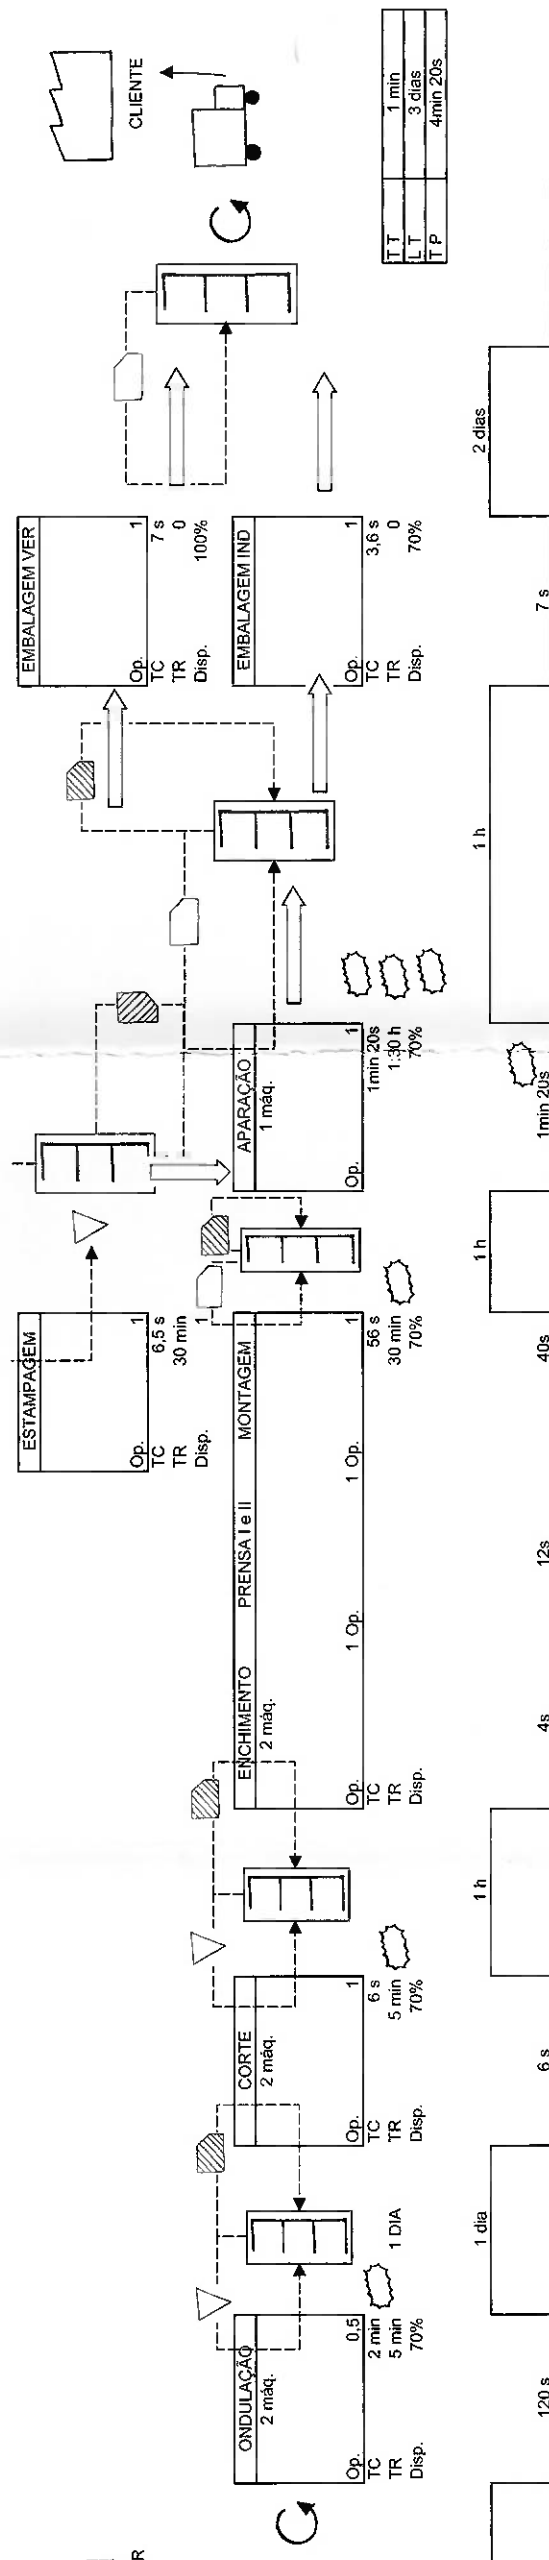 R
ONDULAÇÃO
2 máq.
Op. 0,5
TC 2 min
TR 5 min
Disp. 70%
1 DIA
CORTE
2 máq.
Op. 1
TC 6 s
TR 5 min
Disp. 70%
ENCHIMENTO PRENSA I e II MONTAGEM
2 máq.
Op. 1 Op. 1 Op. 1
TC 56 s
TR 30 min
Disp. 70%
ESTAMPAGEM
Op. 1
TC 6,5 s
TR 30 min
Disp. 1
APARAÇÃO
1 máq.
Op. 1
1min 20s
1:30 h
70%
EMBALAGEM VER
Op. 1
TC 7 s
TR 0
Disp. 100%
EMBALAGEM IND
Op. 1
TC 3,6 s
TR 0
Disp. 70%
CLIENTE
T T 1 min
L T 3 dias
T P 4min 20s
1 dia
1 h
1 h
1 h
2 dias
120 s
6 s
4s
12s
40s
1min 20s
7 s